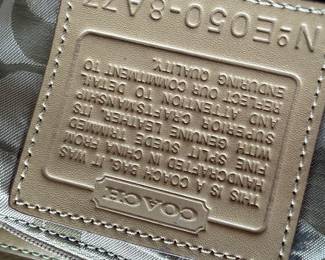 COACH
THIS IS A COACH BAG. IT WAS
HANDCRAFTED IN CHINA FROM
FINE SPLIT SUEDE TRIMMED
WITH GENUINE LEATHER. ITS
SUPERIOR CRAFTSMANSHIP
AND ATTENTION TO DETAIL
REFLECT OUR COMMITMENT TO
ENDURING QUALITY.
Nº E050-8A77